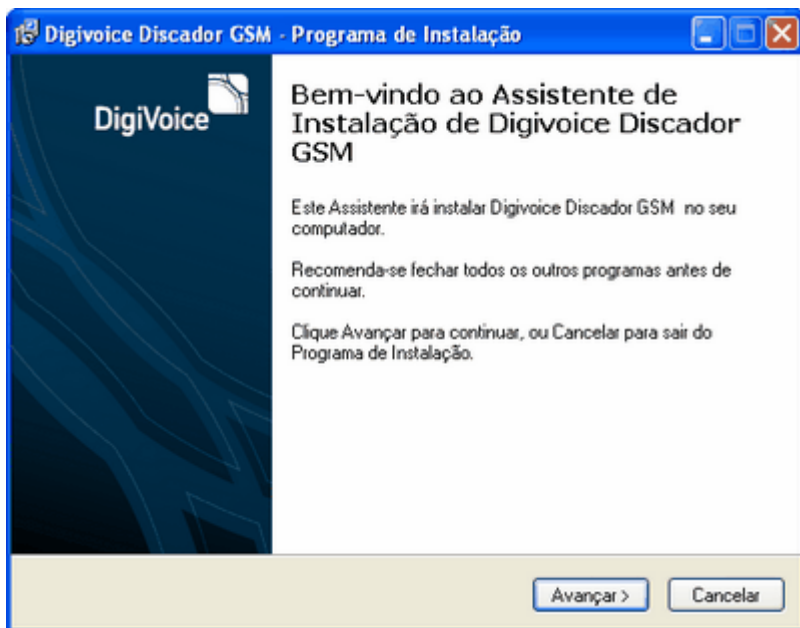 Digivoice Discador GSM - Programa de Instalação
DigiVoice
Bem-vindo ao Assistente de
Instalação de Digivoice Discador
GSM
Este Assistente irá instalar Digivoice Discador GSM no seu
computador.
Recomenda-se fechar todos os outros programas antes de
continuar.
Clique Avançar para continuar, ou Cancelar para sair do
Programa de Instalação.
Avançar >
Cancelar